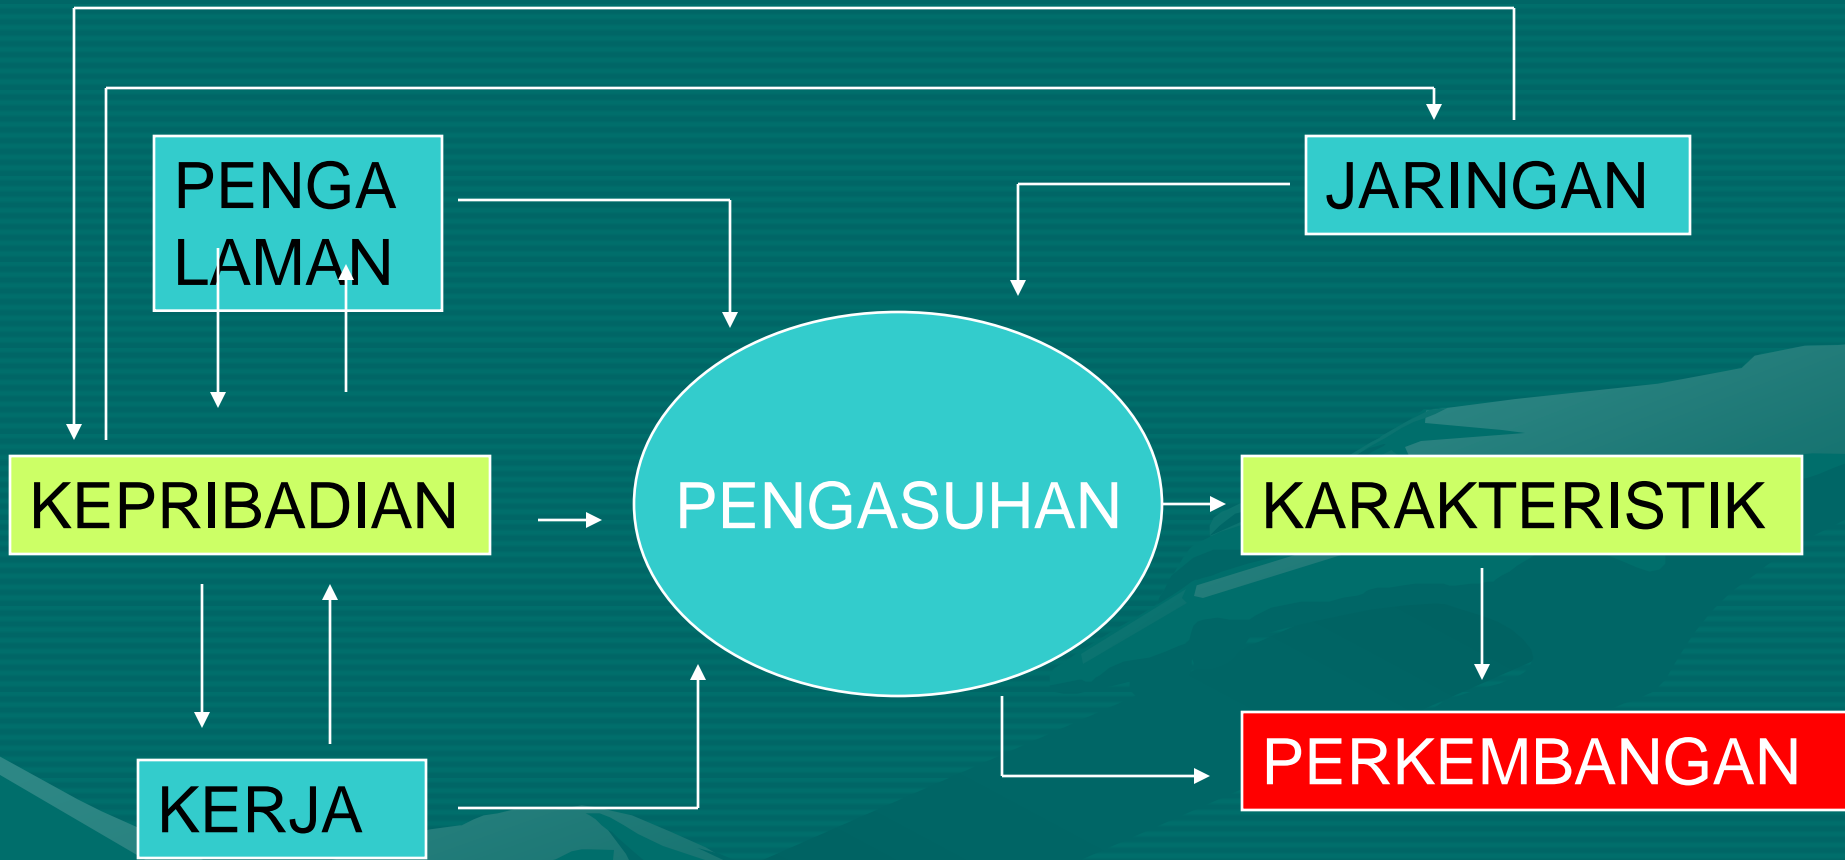 PENGA
LAMAN
JARINGAN
KEPRIBADIAN
PENGASUHAN
KARAKTERISTIK
KERJA
PERKEMBANGAN